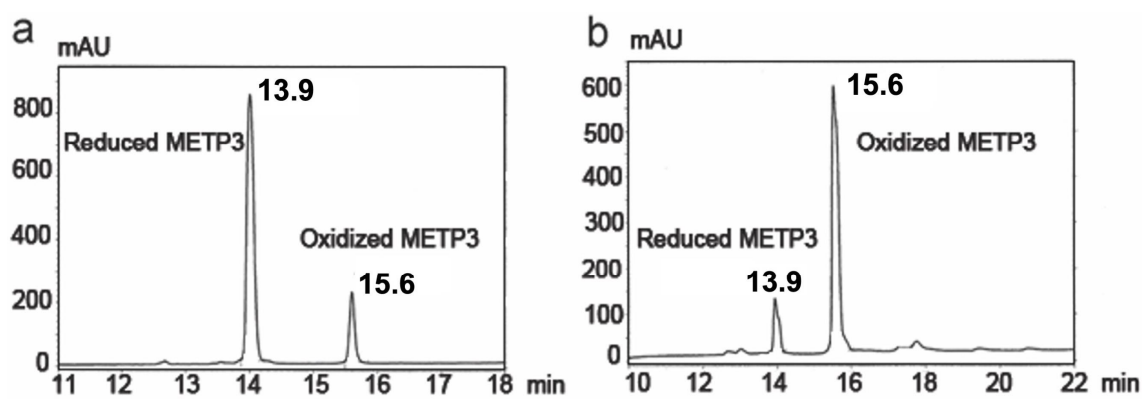 a
mAU
13.9
800
Reduced METP3
600
400
Oxidized METP3
15.6
200
0
11 12 13 14 15 16 17 18 min
b
mAU
600
15.6
500
Oxidized METP3
400
300
Reduced METP3
200
13.9
100
0
10 12 14 16 18 20 22 min